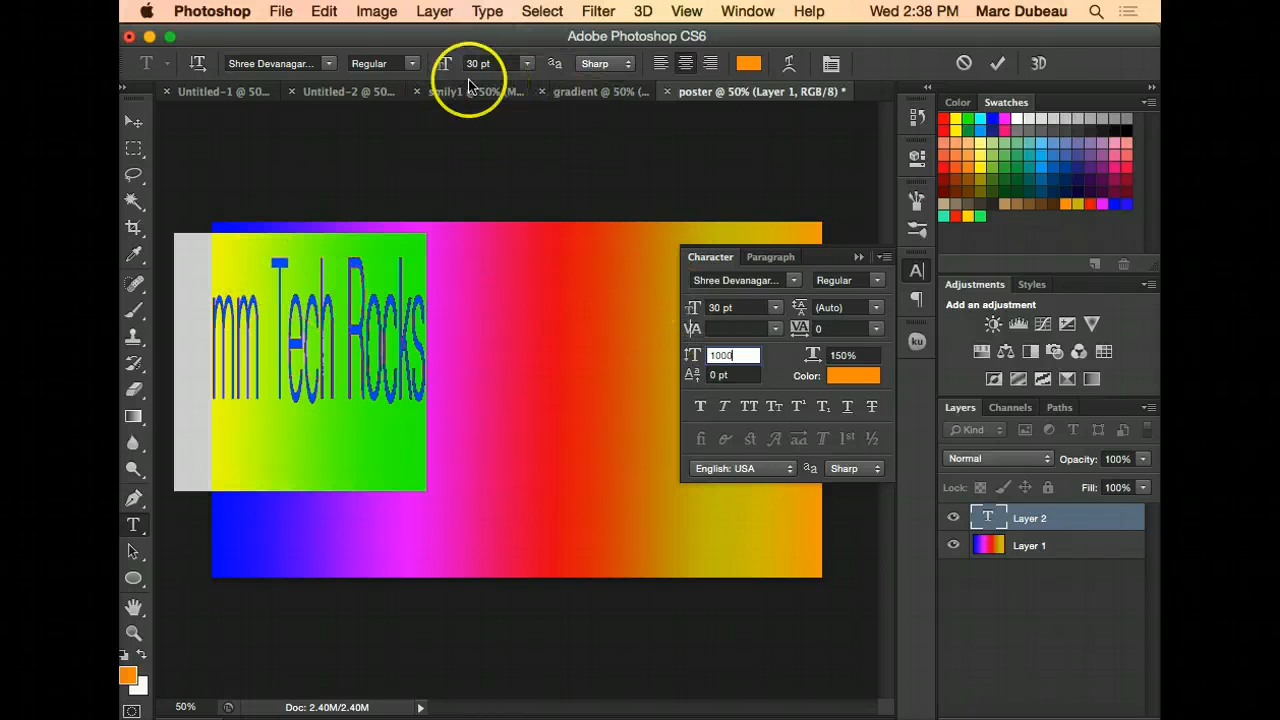 Photoshop File Edit Image Layer Type Select Filter 3D View Window Help Wed 2:38 PM Marc Dubeau
Adobe Photoshop CS6
Shree Devanagar... Regular 30 pt Sharp 3D
Untitled-1 @ 50... Untitled-2 @ 50... smily1 @ 50% (M... gradient @ 50% (... poster @ 50% (Layer 1, RGB/8) *
Color Swatches
mm Tech Rocks
Character Paragraph
Shree Devanagar... Regular
30 pt (Auto)
0
1000 150%
0 pt Color:
English: USA Sharp
Adjustments Styles
Add an adjustment
ku
Layers Channels Paths
Kind
Normal Opacity: 100%
Lock: Fill: 100%
Layer 2
Layer 1
50% Doc: 2.40M/2.40M